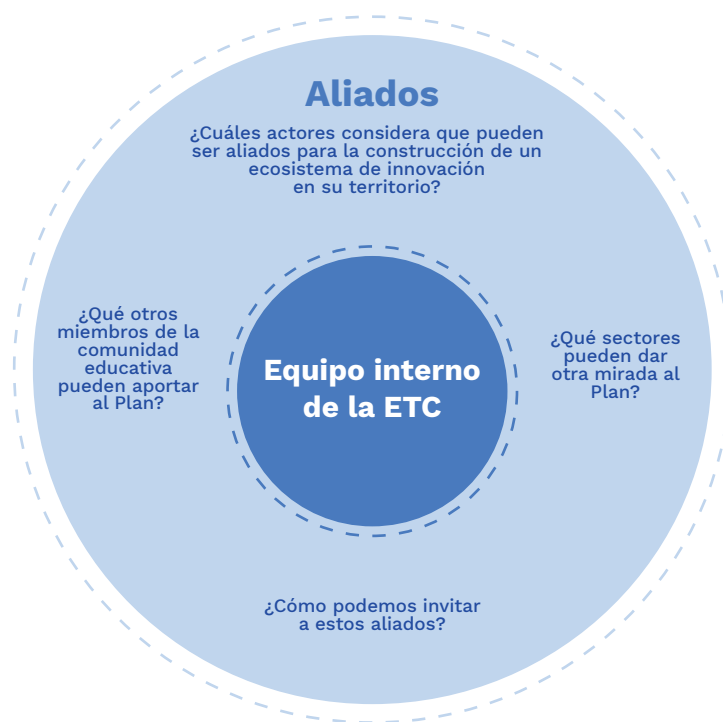 Aliados
¿Cuáles actores considera que pueden
ser aliados para la construcción de un
ecosistema de innovación
en su territorio?
¿Qué otros
miembros de la
comunidad
educativa
pueden aportar
al Plan?
Equipo interno
de la ETC
¿Qué sectores
pueden dar
otra mirada al
Plan?
¿Cómo podemos invitar
a estos aliados?